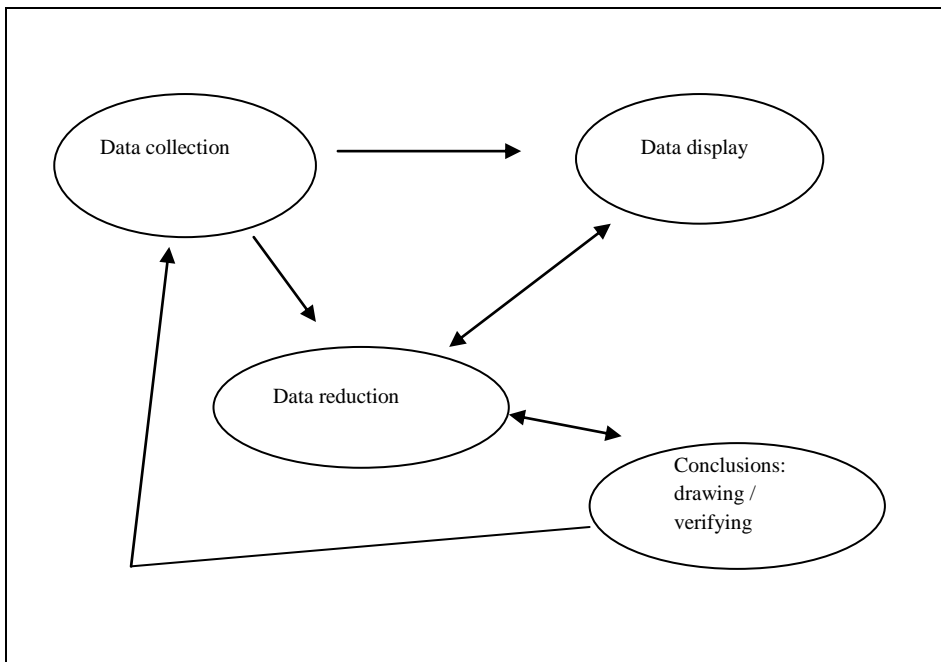 Data collection
Data display
Data reduction
Conclusions:
drawing /
verifying